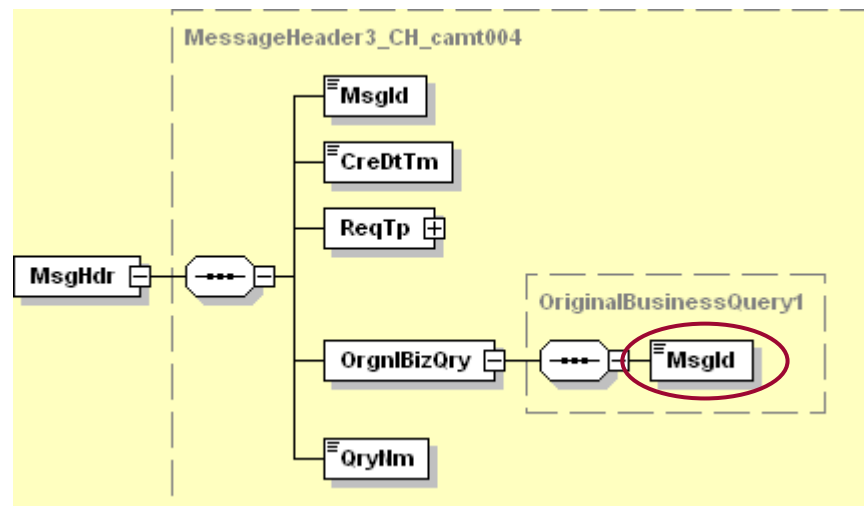 MessageHeader3_CH_camt004
MsgId
CreDtTm
ReqTp
MsgHdr
OriginalBusinessQuery1
OrgnlBizQry
MsgId
QryNm